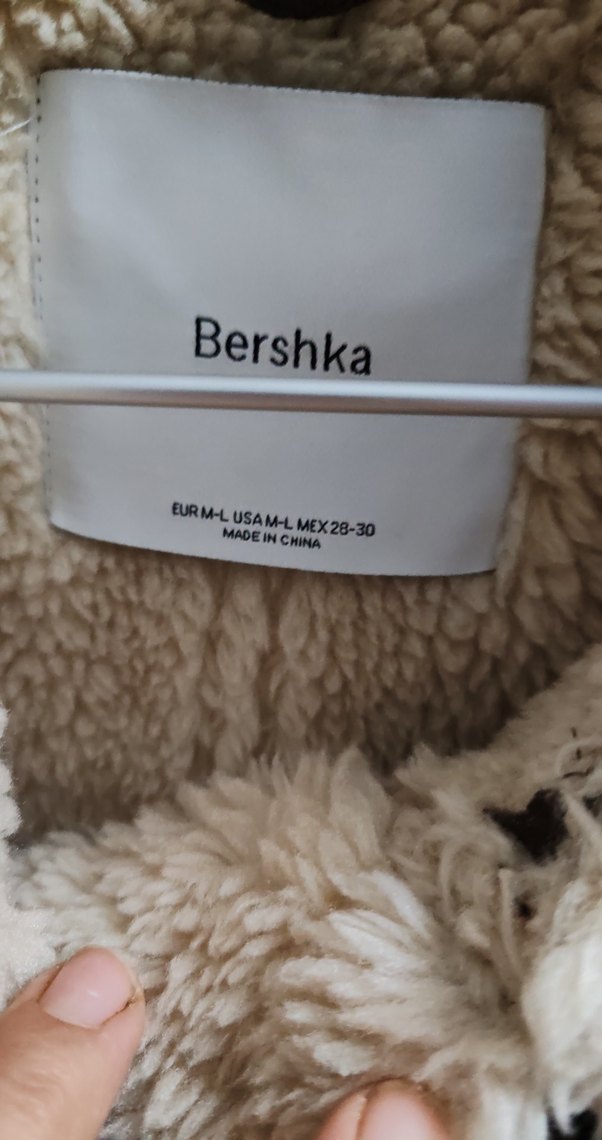 Bershka
EUR M-L USA M-L MEX 28-30
MADE IN CHINA